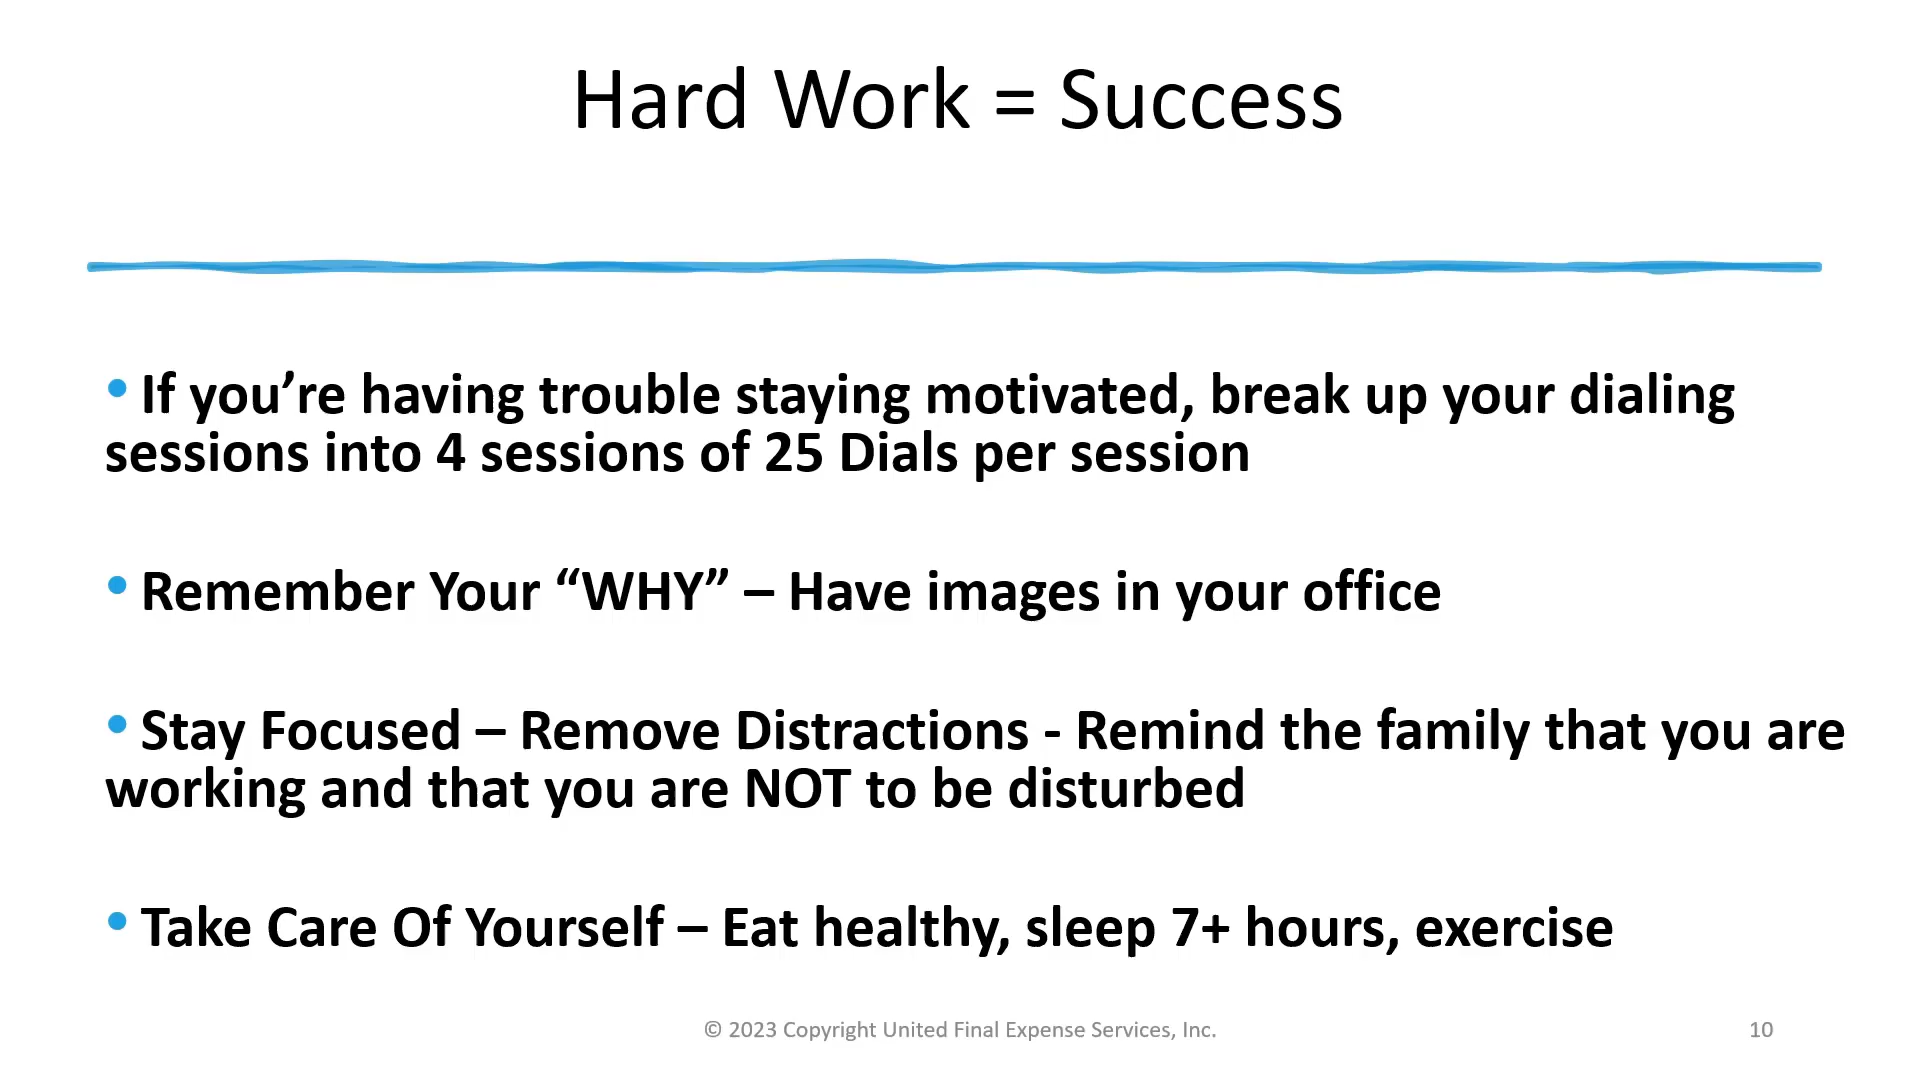 Hard Work = Success
• If you’re having trouble staying motivated, break up your dialing
sessions into 4 sessions of 25 Dials per session
• Remember Your “WHY” – Have images in your office
• Stay Focused – Remove Distractions - Remind the family that you are
working and that you are NOT to be disturbed
• Take Care Of Yourself – Eat healthy, sleep 7+ hours, exercise
© 2023 Copyright United Final Expense Services, Inc.
10